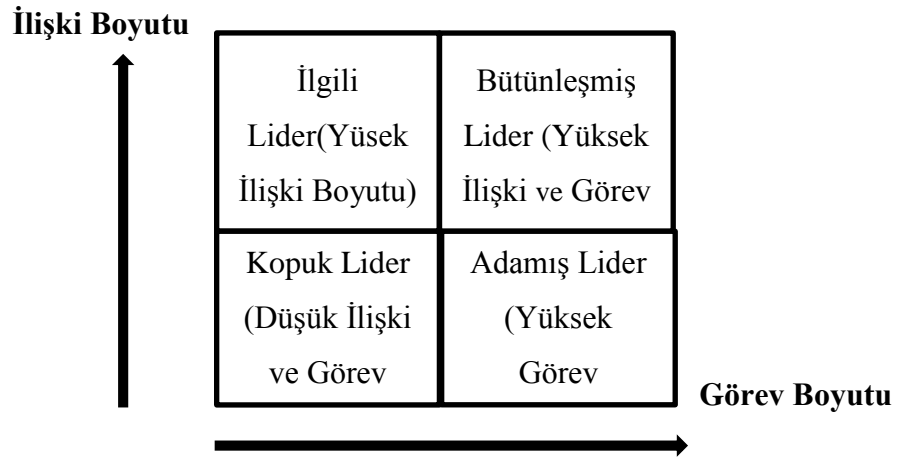 İlişki Boyutu
İlgili
Lider(Yüsek
İlişki Boyutu)
Bütünleşmiş
Lider (Yüksek
İlişki ve Görev
Kopuk Lider
(Düşük İlişki
ve Görev
Adamış Lider
(Yüksek
Görev
Görev Boyutu